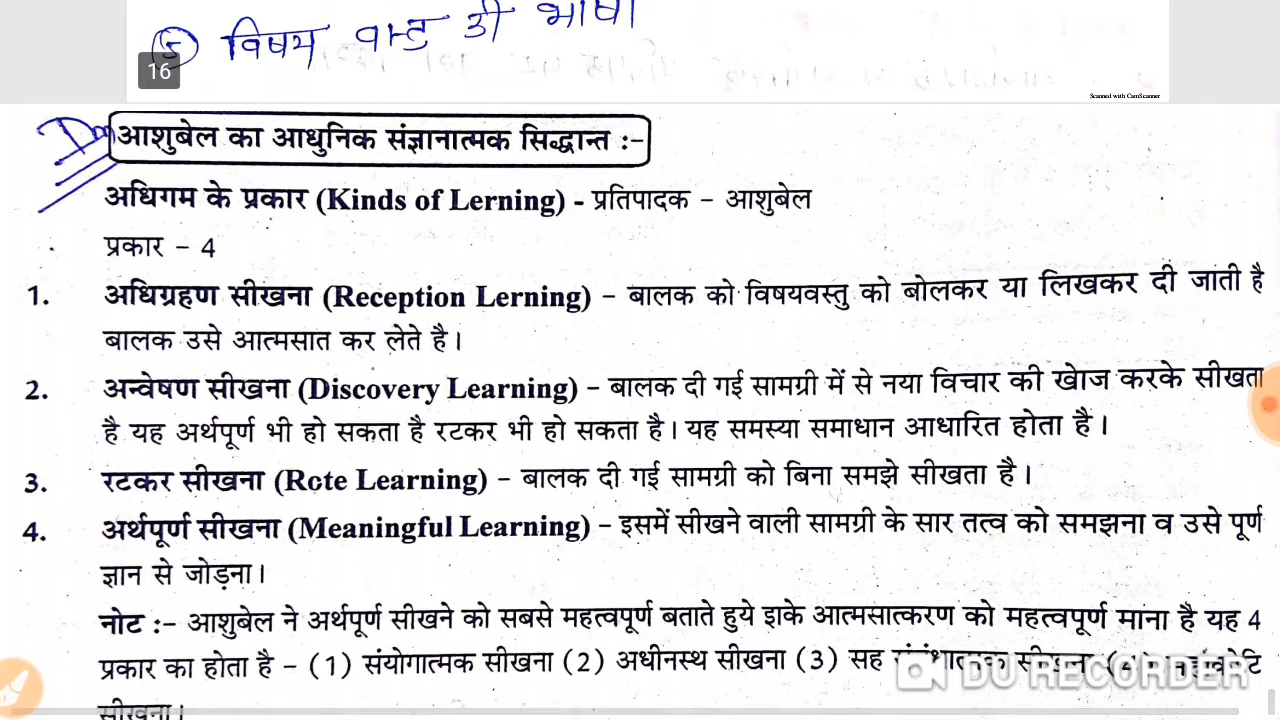 ⑤ विषय वस्तु की भाषा
16
Scanned with CamScanner
आशुबेल का आधुनिक संज्ञानात्मक सिद्धान्त :-
अधिगम के प्रकार (Kinds of Lerning) - प्रतिपादक - आशुबेल
प्रकार - 4
1. अधिग्रहण सीखना (Reception Lerning) - बालक को विषयवस्तु को बोलकर या लिखकर दी जाती है
बालक उसे आत्मसात कर लेते है।
2. अन्वेषण सीखना (Discovery Learning) - बालक दी गई सामग्री में से नया विचार की खोज करके सीखता
है यह अर्थपूर्ण भी हो सकता है रटकर भी हो सकता है। यह समस्या समाधान आधारित होता है।
3. रटकर सीखना (Rote Learning) - बालक दी गई सामग्री को बिना समझे सीखता है।
4. अर्थपूर्ण सीखना (Meaningful Learning) - इसमें सीखने वाली सामग्री के सार तत्व को समझना व उसे पूर्ण
ज्ञान से जोड़ना।
नोट :- आशुबेल ने अर्थपूर्ण सीखने को सबसे महत्वपूर्ण बताते हुये इाके आत्मसात्करण को महत्वपूर्ण माना है यह 4
प्रकार का होता है - (1) संयोगात्मक सीखना (2) अधीनस्थ सीखना (3) सह
सीखना।
DU RECORDER